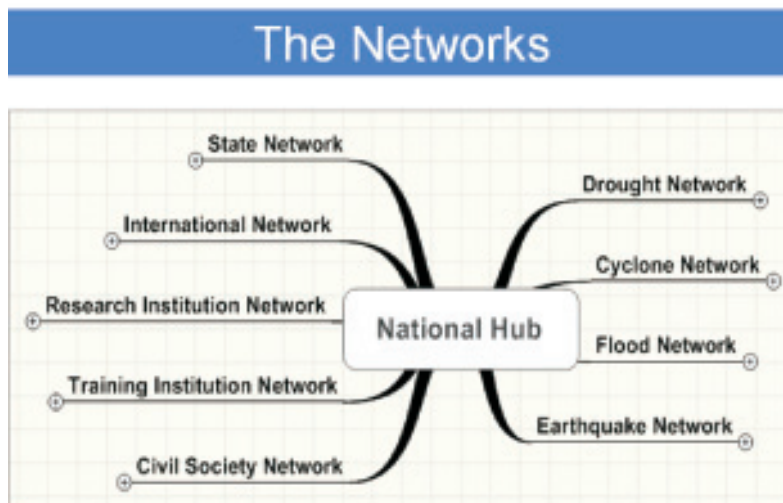 The Networks
State Network
International Network
Research Institution Network
Training Institution Network
Civil Society Network
National Hub
Drought Network
Cyclone Network
Flood Network
Earthquake Network